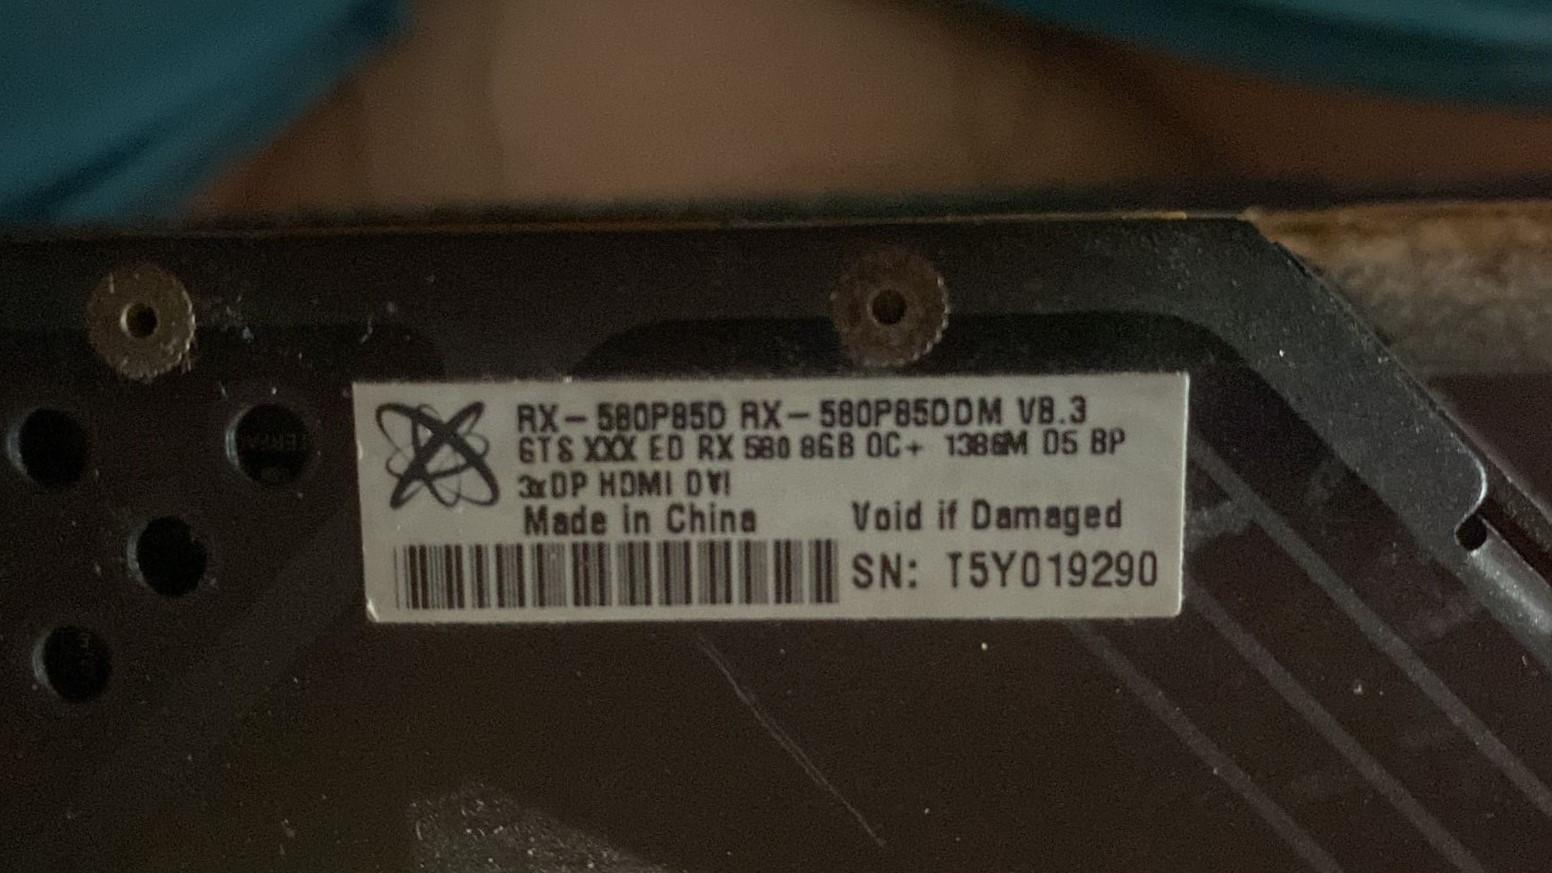 RX-580P85D RX-580P85DDM V8.3
GTS XXX ED RX 580 8GB OC+ 1386M D5 BP
3xDP HDMI DVI
Made in China Void if Damaged
SN: T5Y019290